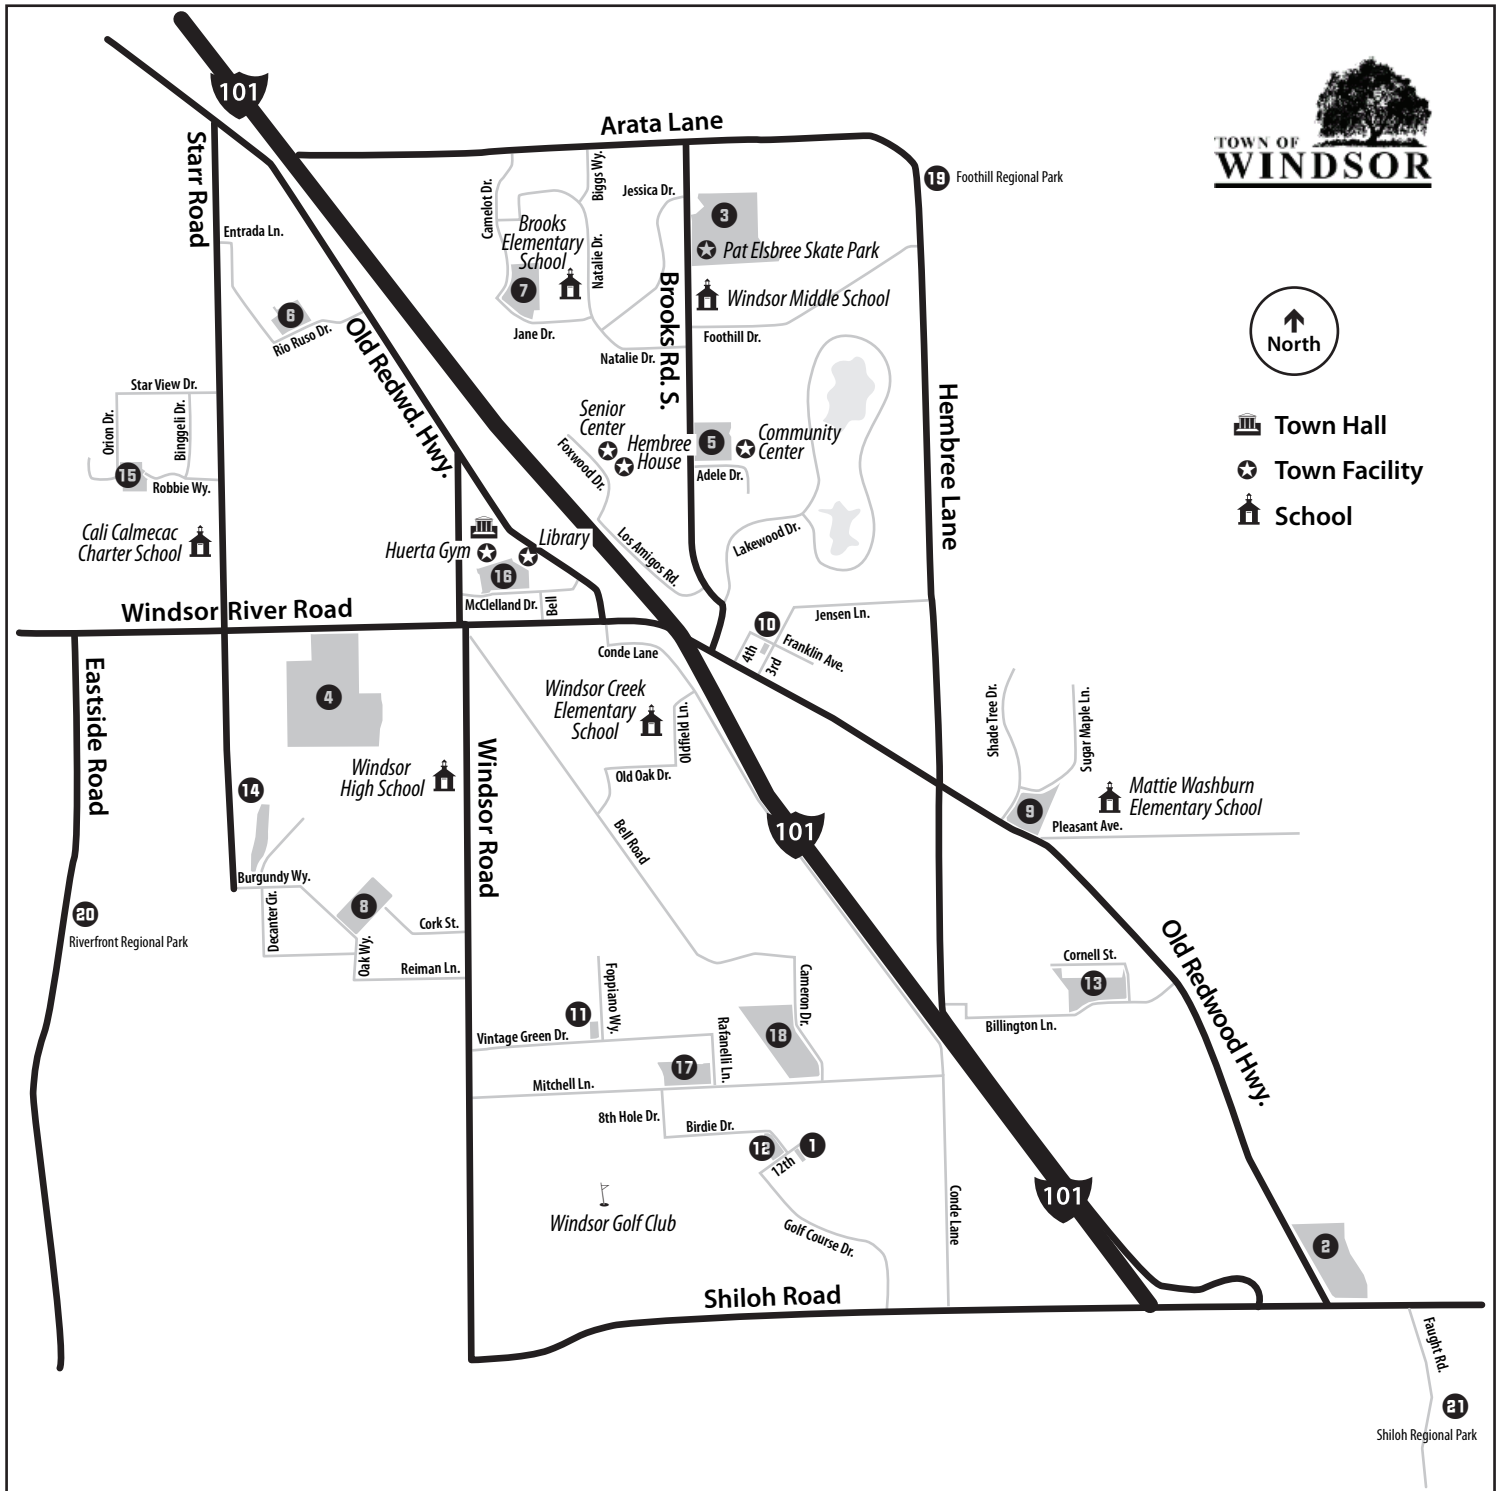 101
Arata Lane
TOWN OF
WINDSOR
Starr Road
19 Foothill Regional Park
Camelot Dr.
Biggs Wy.
Jessica Dr.
3
Entrada Ln.
Brooks
Elementary
School
Natalie Dr.
Pat Elsbree Skate Park
7
Brooks Rd. S.
Windsor Middle School
6
Rio Ruso Dr.
Old Redwd. Hwy.
Jane Dr.
Natalie Dr.
Foothill Dr.
North
Star View Dr.
Orion Dr.
Binggeli Dr.
Hembree Lane
Senior
Center
Hembree
House
5
Community
Center
Town Hall
Foxwood Dr.
Adele Dr.
Town Facility
15
Robbie Wy.
School
Cali Calmecac
Charter School
Huerta Gym
Library
Los Amigos Rd.
Lakewood Dr.
16
McClelland Dr.
Bell
Windsor River Road
10
Jensen Ln.
4th
3rd
Franklin Ave.
Conde Lane
Eastside Road
4
Windsor Creek
Elementary
School
Oldfield Ln.
Shade Tree Dr.
Sugar Maple Ln.
Windsor
High School
Windsor Road
Old Oak Dr.
14
9
Mattie Washburn
Elementary School
Pleasant Ave.
101
Bell Road
Burgundy Wy.
Decanter Cir.
8
Oak Wy.
Cork St.
Reiman Ln.
20
Riverfront Regional Park
Old Redwood Hwy.
Cornell St.
13
Billington Ln.
Foppiano Wy.
11
Vintage Green Dr.
Rafanelli Ln.
Cameron Dr.
18
17
Mitchell Ln.
8th Hole Dr.
Birdie Dr.
12
12th
1
101
Conde Lane
Windsor Golf Club
Golf Course Dr.
2
Shiloh Road
Faught Rd.
21
Shiloh Regional Park